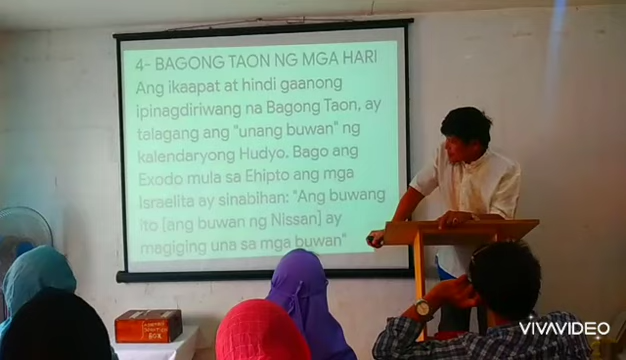 4- BAGONG TAON NG MGA HARI
Ang ikaapat at hindi gaanong
ipinagdiriwang na Bagong Taon, ay
talagang ang "unang buwan" ng
kalendaryong Hudyo. Bago ang
Exodo mula sa Ehipto ang mga
Israelita ay sinabihan: "Ang buwang
ito [ang buwan ng Nissan] ay
magiging una sa mga buwan"
BOX
VIVAVIDEO